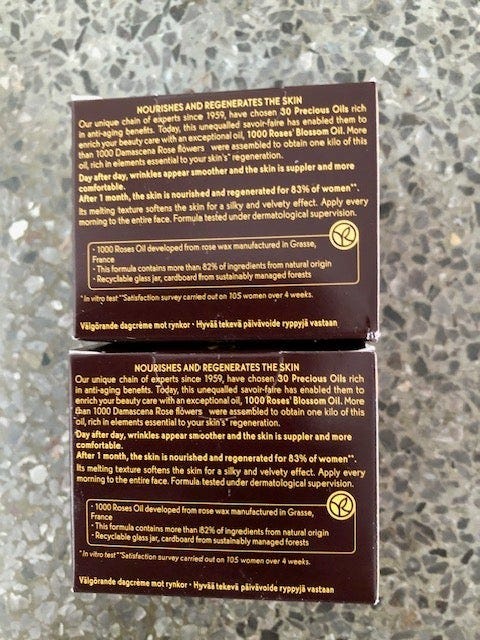 NOURISHES AND REGENERATES THE SKIN
Our unique chain of experts since 1959, have chosen 30 Precious Oils rich
in anti-aging benefits. Today, this unequalled savoir-faire has enabled them to
enrich your beauty care with an exceptional oil, 1000 Roses' Blossom Oil. More
than 1000 Damascena Rose flowers were assembled to obtain one kilo of this
oil, rich in elements essential to your skin's* regeneration.
Day after day, wrinkles appear smoother and the skin is suppler and more
comfortable.
After 1 month, the skin is nourished and regenerated for 83% of women**.
Its melting texture softens the skin for a silky and velvety effect. Apply every
morning to the entire face. Formula tested under dermatological supervision.
• 1000 Roses Oil developed from rose wax manufactured in Grasse,
France
• This formula contains more than 82% of ingredients from natural origin
• Recyclable glass jar, cardboard from sustainably managed forests
*In vitro test **Satisfaction survey carried out on 105 women over 4 weeks.
Välgörande dagcrème mot rynkor • Hyvää tekevä päivävoide ryppyjä vastaan
NOURISHES AND REGENERATES THE SKIN
Our unique chain of experts since 1959, have chosen 30 Precious Oils rich
in anti-aging benefits. Today, this unequalled savoir-faire has enabled them to
enrich your beauty care with an exceptional oil, 1000 Roses' Blossom Oil. More
than 1000 Damascena Rose flowers were assembled to obtain one kilo of this
oil, rich in elements essential to your skin's* regeneration.
Day after day, wrinkles appear smoother and the skin is suppler and more
comfortable.
After 1 month, the skin is nourished and regenerated for 83% of women**.
Its melting texture softens the skin for a silky and velvety effect. Apply every
morning to the entire face. Formula tested under dermatological supervision.
• 1000 Roses Oil developed from rose wax manufactured in Grasse,
France
• This formula contains more than 82% of ingredients from natural origin
• Recyclable glass jar, cardboard from sustainably managed forests
*In vitro test **Satisfaction survey carried out on 105 women over 4 weeks.
Välgörande dagcrème mot rynkor • Hyvää tekevä päivävoide ryppyjä vastaan